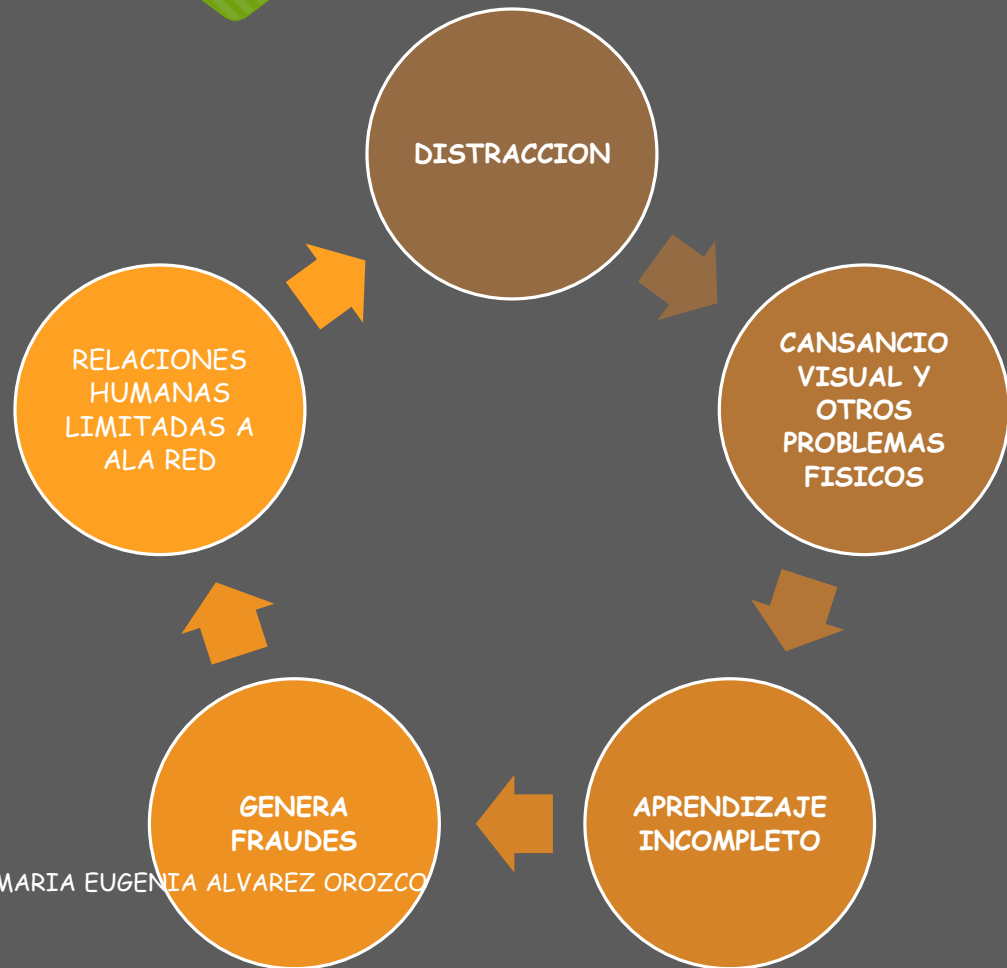 DISTRACCION
CANSANCIO
VISUAL Y
OTROS
PROBLEMAS
FISICOS
APRENDIZAJE
INCOMPLETO
GENERA
FRAUDES
RELACIONES
HUMANAS
LIMITADAS A
ALA RED
MARIA EUGENIA ALVAREZ OROZCO